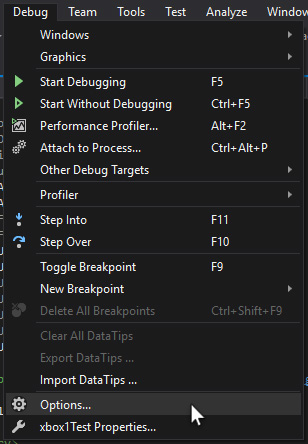 Debug Team Tools Test Analyze Window
Windows
Graphics
Start Debugging F5
Start Without Debugging Ctrl+F5
Performance Profiler... Alt+F2
Attach to Process... Ctrl+Alt+P
Other Debug Targets
Profiler
Step Into F11
Step Over F10
Toggle Breakpoint F9
New Breakpoint
Delete All Breakpoints Ctrl+Shift+F9
Clear All DataTips
Export DataTips ...
Import DataTips ...
Options...
xbox1Test Properties...